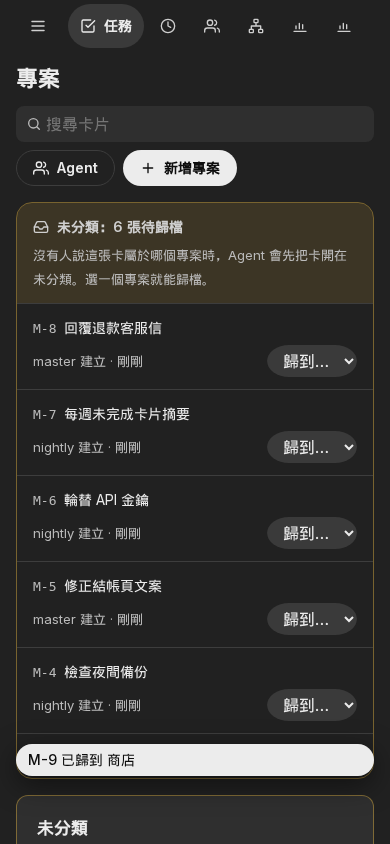 任務
專案
搜尋卡片
Agent
新增專案
未分類: 6 張待歸檔
沒有人說這張卡屬於哪個專案時，Agent 會先把卡開在
未分類。選一個專案就能歸檔。
M-8 回覆退款客服信
master 建立 · 剛剛
歸到…
M-7 每週未完成卡片摘要
nightly 建立 · 剛剛
歸到…
M-6 輪替 API 金鑰
nightly 建立 · 剛剛
歸到…
M-5 修正結帳頁文案
master 建立 · 剛剛
歸到…
M-4 檢查夜間備份
nightly 建立 · 剛剛
歸到…
M-9 已歸到 商店
未分類